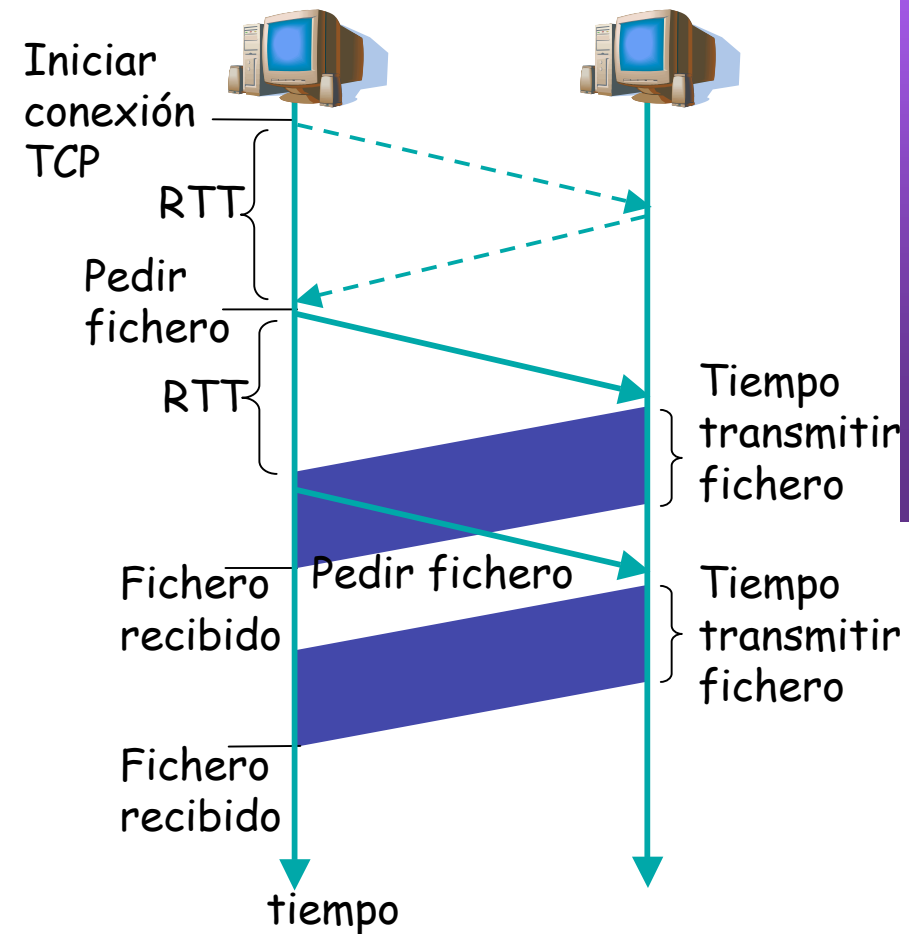 Iniciar
conexión
TCP
RTT
Pedir
fichero
RTT
Tiempo
transmitir
fichero
Fichero
recibido
Pedir fichero
Tiempo
transmitir
fichero
Fichero
recibido
tiempo